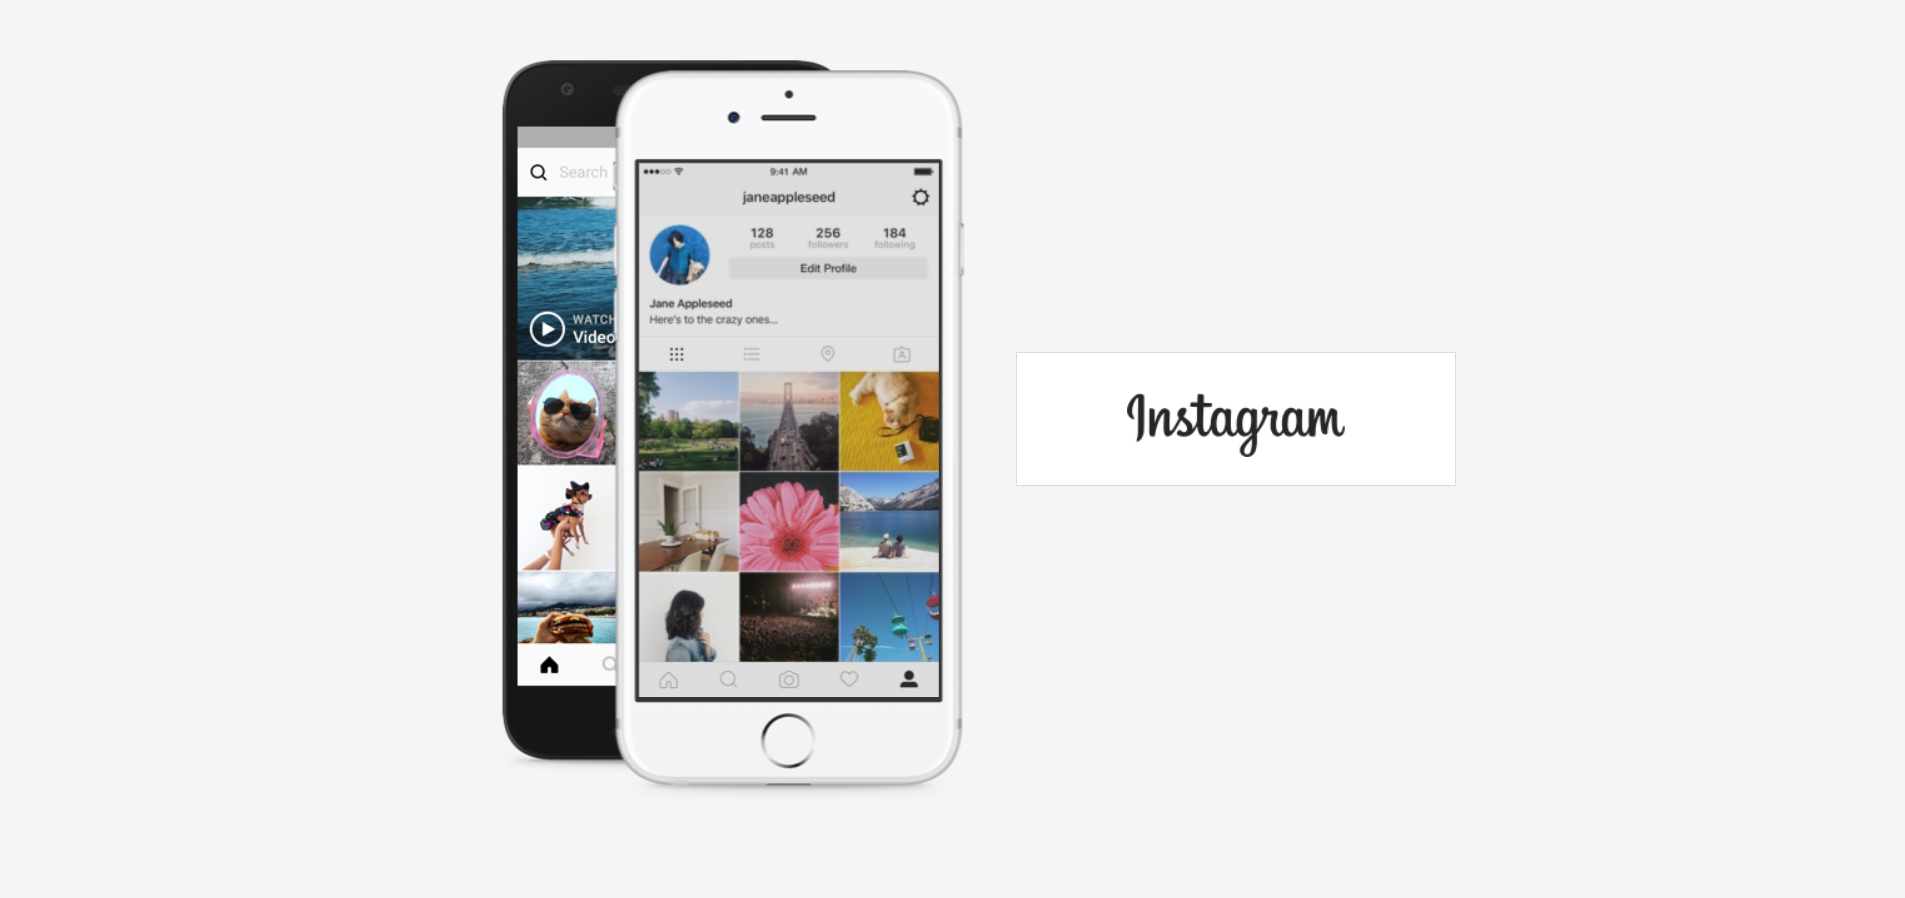 Search
WATCH
Video
9:41 AM
janeappleseed
128 256 184
posts followers following
Edit Profile
Jane Appleseed
Here's to the crazy ones...
Instagram